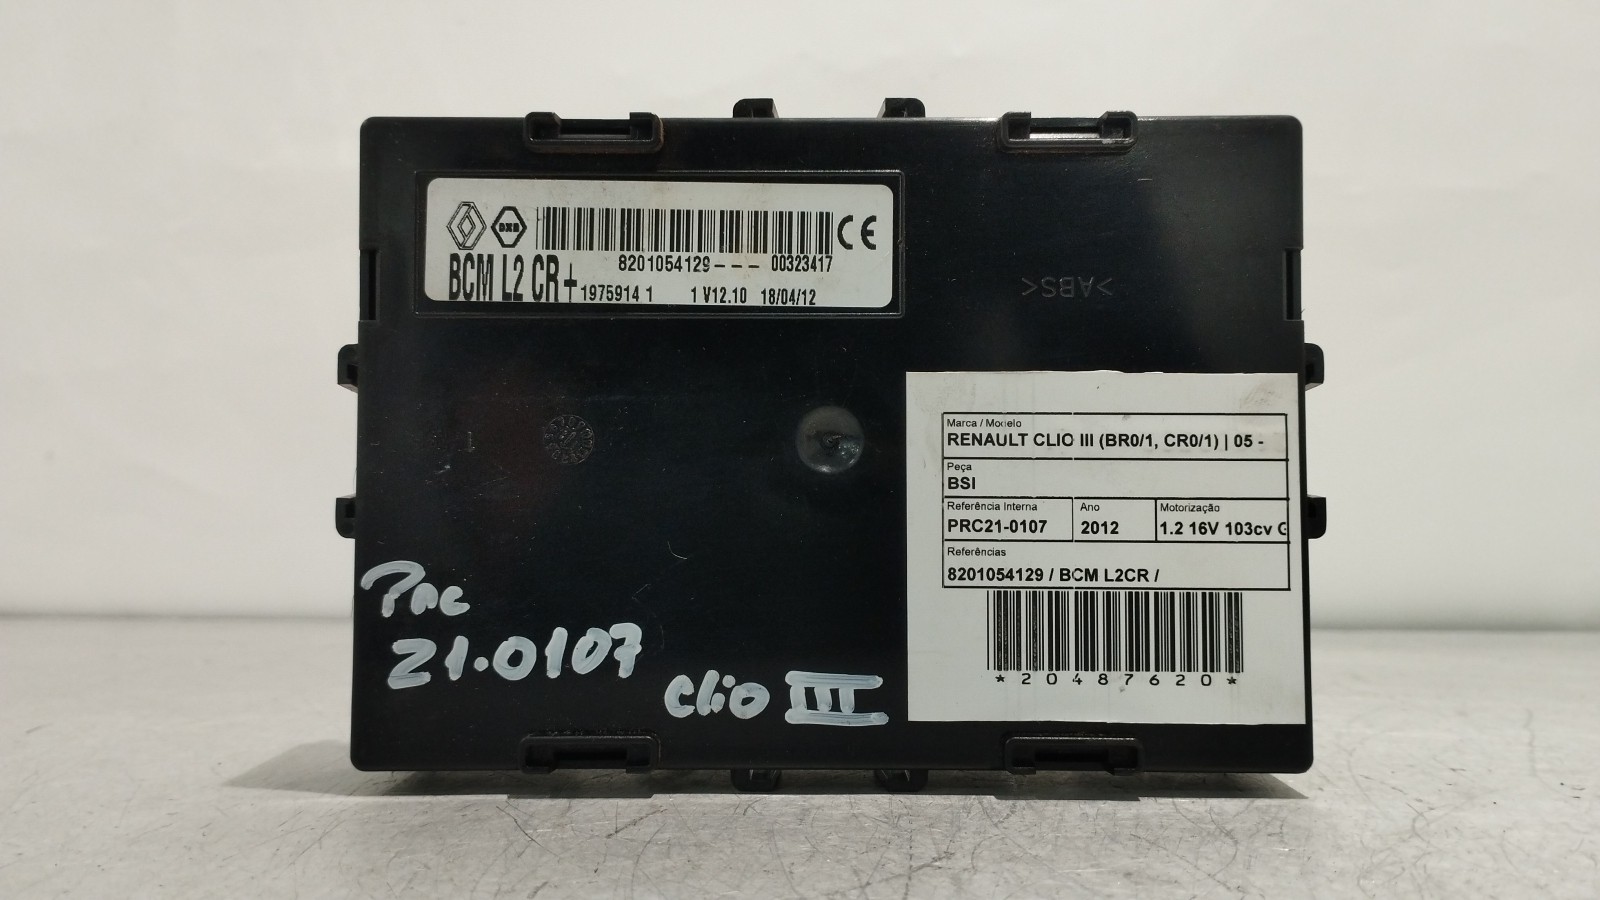 8201054129--- 00323417
BCM L2 CR+ 1975914 1 1 V12.10 18/04/12
CE
>ABS<
Marca / Modelo
RENAULT CLIO III (BR0/1, CR0/1) | 05 -
Peça
BSI
Referência Interna Ano Motorização
PRC21-0107 2012 1.2 16V 103cv G
Referências
8201054129 / BCM L2CR /
*20487620*
PRC
21.0107
Clio III